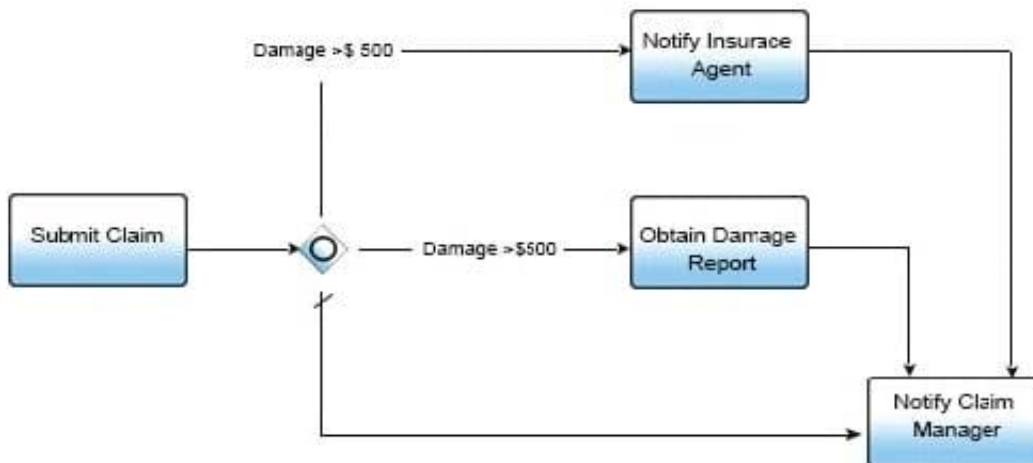 Damage >$ 500
Notify Insurace
Agent
Submit Claim
Damage >$500
Obtain Damage
Report
Notify Claim
Manager